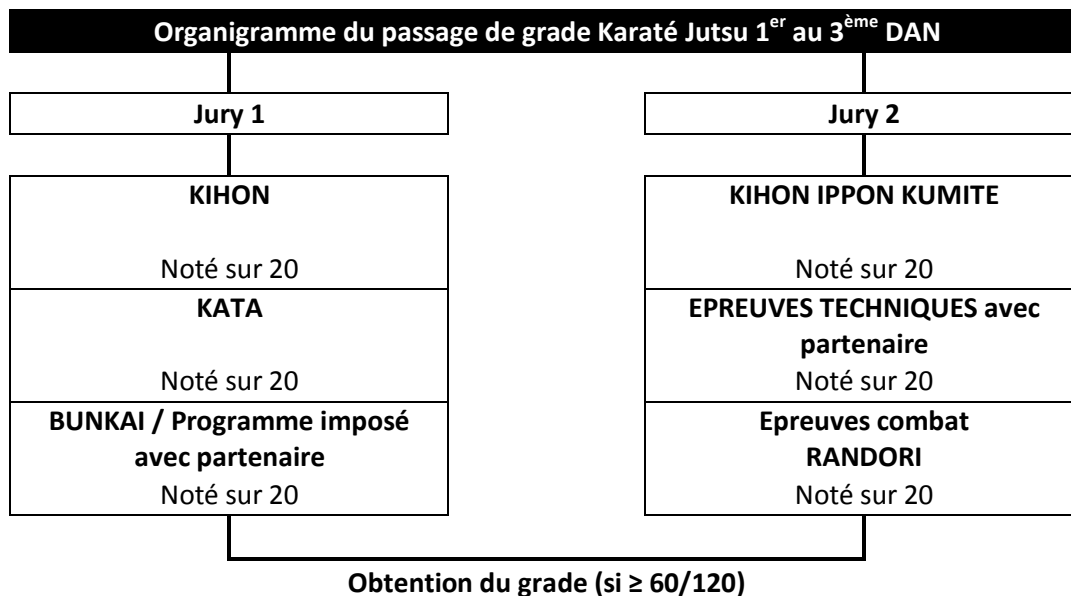 Organigramme du passage de grade Karaté Jutsu 1er au 3ème DAN
Jury 1
KIHON
Noté sur 20
KATA
Noté sur 20
BUNKAI / Programme imposé
avec partenaire
Noté sur 20
Jury 2
KIHON IPPON KUMITE
Noté sur 20
EPREUVES TECHNIQUES avec
partenaire
Noté sur 20
Epreuves combat
RANDORI
Noté sur 20
Obtention du grade (si ≥ 60/120)